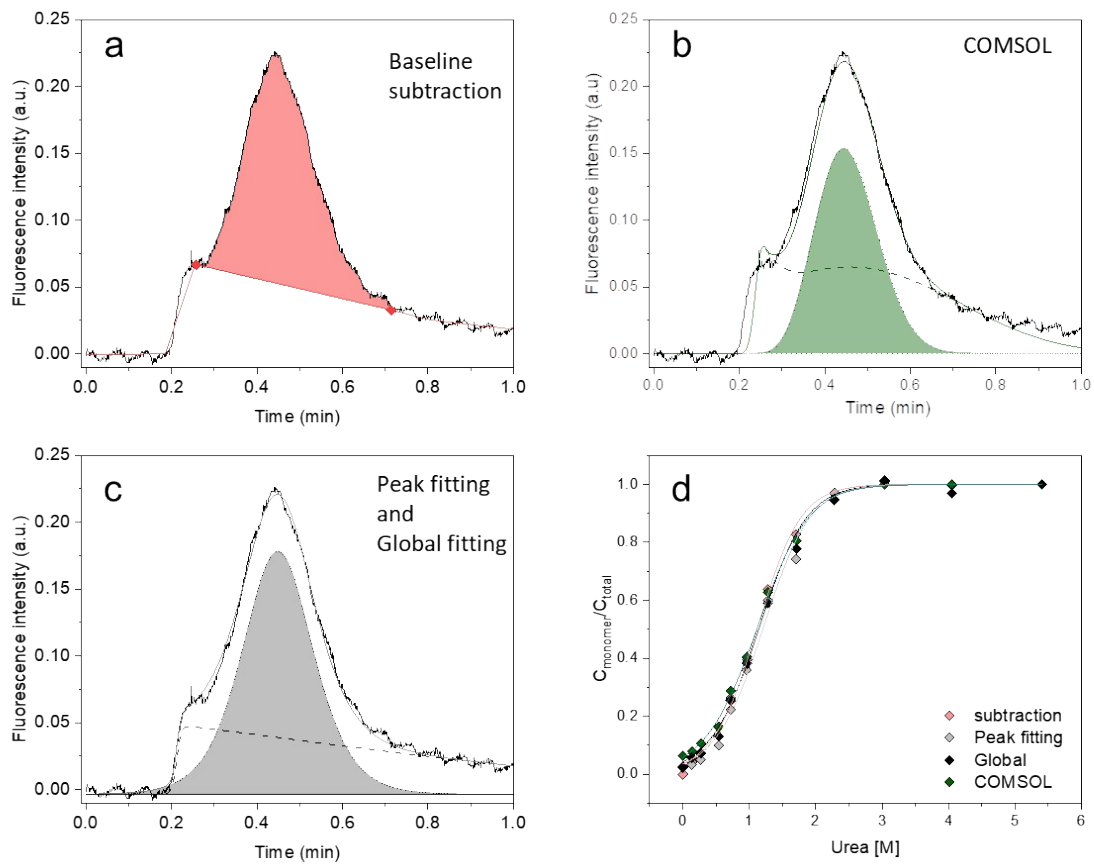 a
Baseline
subtraction
0.25
0.20
0.15
0.10
0.05
0.00
Fluorescence intensity (a.u.)
0.0 0.2 0.4 0.6 0.8 1.0
Time (min)
b
COMSOL
0.25
0.20
0.15
0.10
0.05
0.00
Fluorescence intensity (a.u)
0.0 0.2 0.4 0.6 0.8 1.0
Time (min)
c
Peak fitting
and
Global fitting
0.25
0.20
0.15
0.10
0.05
0.00
Fluorescence intensity (a.u.)
0.0 0.2 0.4 0.6 0.8 1.0
Time (min)
d
1.0
0.8
0.6
0.4
0.2
0.0
Cmonomer/Ctotal
subtraction
Peak fitting
Global
COMSOL
0 1 2 3 4 5 6
Urea [M]